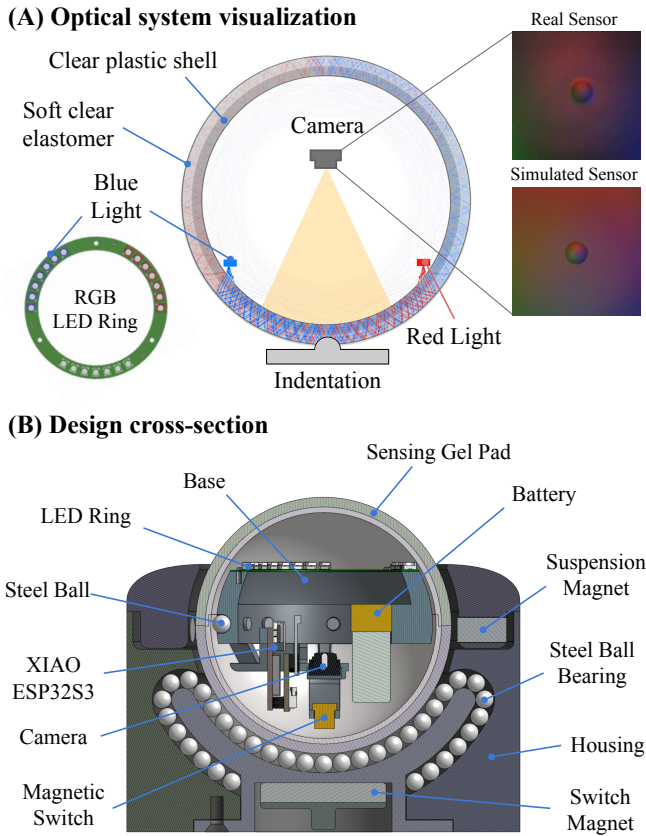 (A) Optical system visualization
Real Sensor
Clear plastic shell
Soft clear
elastomer
Camera
Simulated Sensor
Blue
Light
RGB
LED Ring
Red Light
Indentation
(B) Design cross-section
Sensing Gel Pad
Base
Battery
LED Ring
Suspension
Magnet
Steel Ball
Steel Ball
Bearing
XIAO
ESP32S3
Camera
Housing
Magnetic
Switch
Switch
Magnet